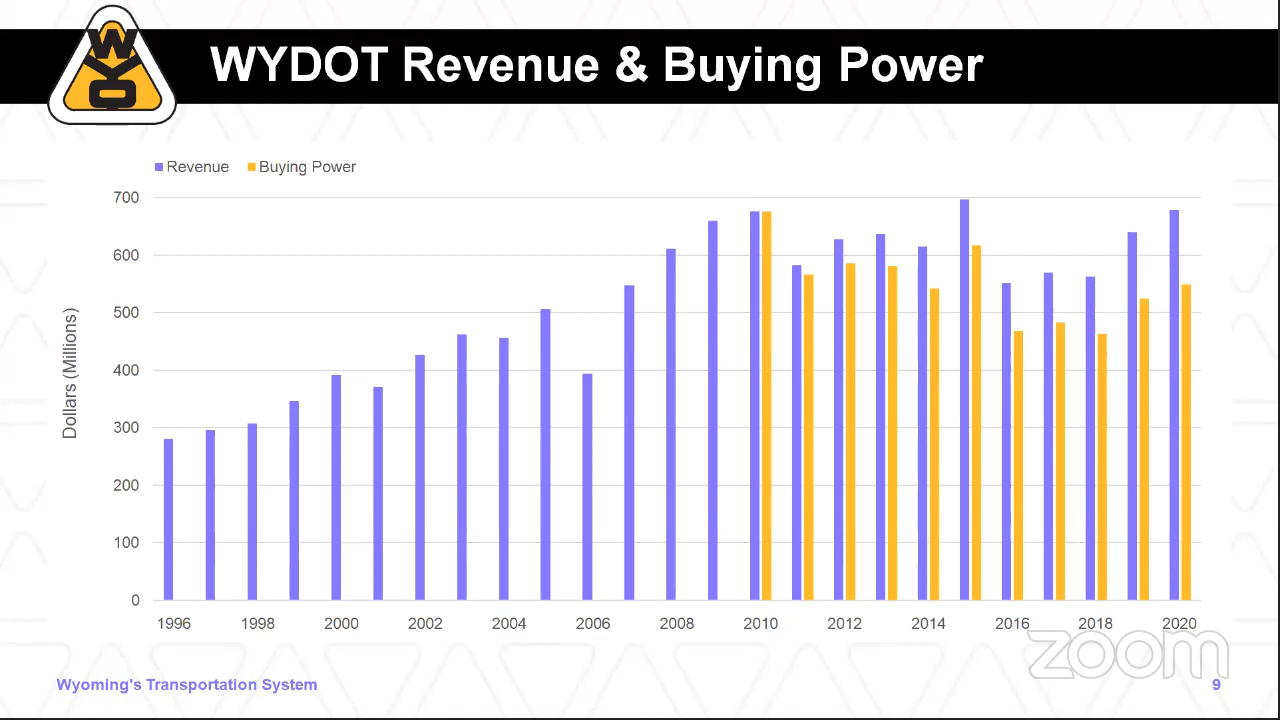 WYO
WYDOT Revenue & Buying Power
Revenue Buying Power
700
600
500
400
300
200
100
0
Dollars (Millions)
1996 1998 2000 2002 2004 2006 2008 2010 2012 2014 2016 2018 2020
zoom
Wyoming's Transportation System 9